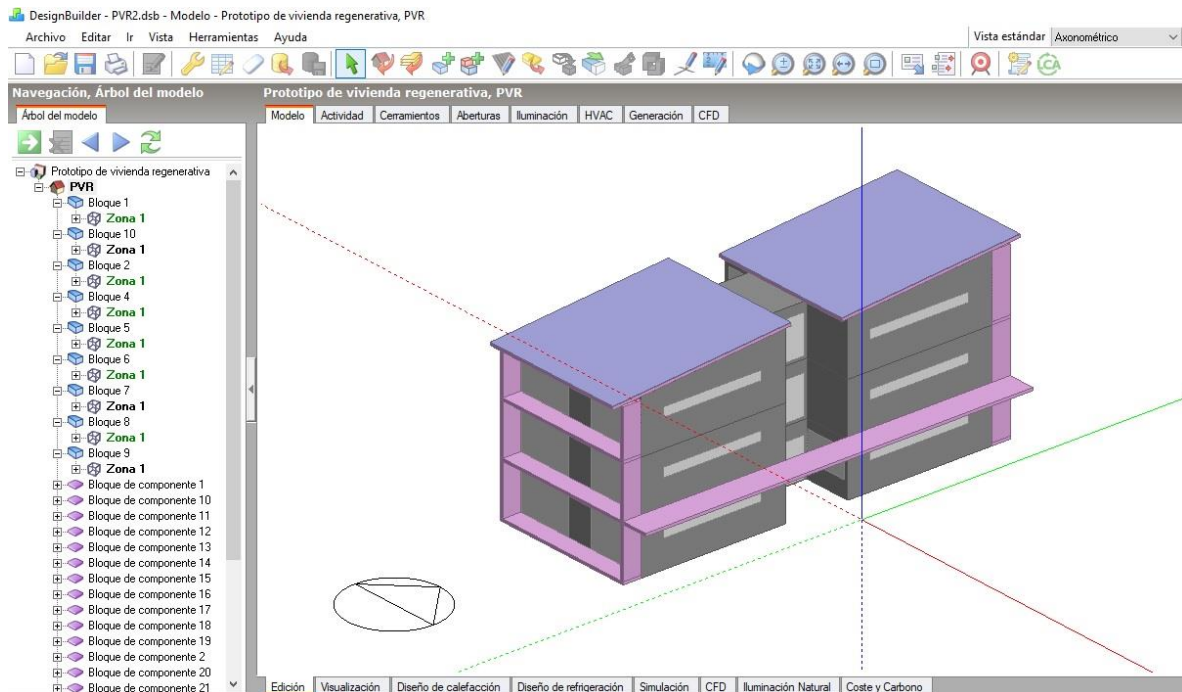 DesignBuilder - PVR2.dsb - Modelo - Prototipo de vivienda regenerativa, PVR
Archivo Editar Ir Vista Herramientas Ayuda
Vista estándar Axonométrico
LCA
Navegación, Árbol del modelo
Prototipo de vivienda regenerativa, PVR
Árbol del modelo
Modelo Actividad Cerramientos Aberturas Iluminación HVAC Generación CFD
Prototipo de vivienda regenerativa
PVR
Bloque 1
Zona 1
Bloque 10
Zona 1
Bloque 2
Zona 1
Bloque 4
Zona 1
Bloque 5
Zona 1
Bloque 6
Zona 1
Bloque 7
Zona 1
Bloque 8
Zona 1
Bloque 9
Zona 1
Bloque de componente 1
Bloque de componente 10
Bloque de componente 11
Bloque de componente 12
Bloque de componente 13
Bloque de componente 14
Bloque de componente 15
Bloque de componente 16
Bloque de componente 17
Bloque de componente 18
Bloque de componente 19
Bloque de componente 2
Bloque de componente 20
Bloque de componente 21
Edición Visualización Diseño de calefacción Diseño de refrigeración Simulación CFD Iluminación Natural Coste y Carbono